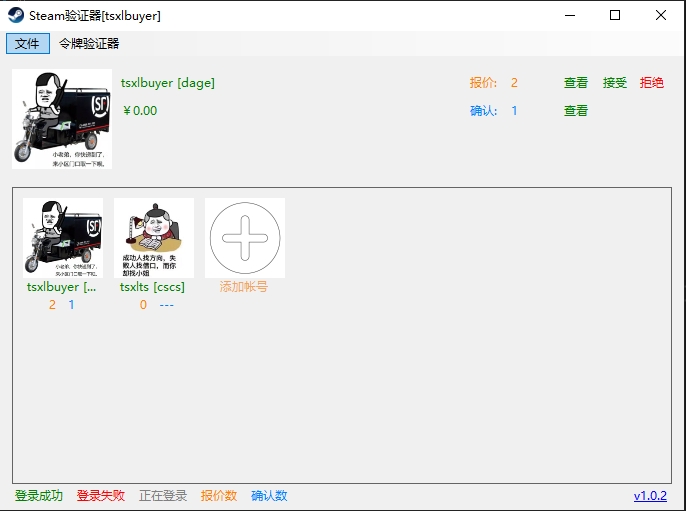 Steam验证器[tsxlbuyer]
文件 令牌验证器
tsxlbuyer [dage] 报价: 2 查看 接受 拒绝
￥0.00 确认: 1 查看
小老弟，你快递到了，
来小区门口取一下哦。
小老弟，你快递到了，
来小区门口取一下哦。
成功人找方向，失
败人找借口，而你
却找小姐
tsxlbuyer [... tsxlts [cscs] 添加帐号
2 1 0 ---
登录成功 登录失败 正在登录 报价数 确认数 v1.0.2